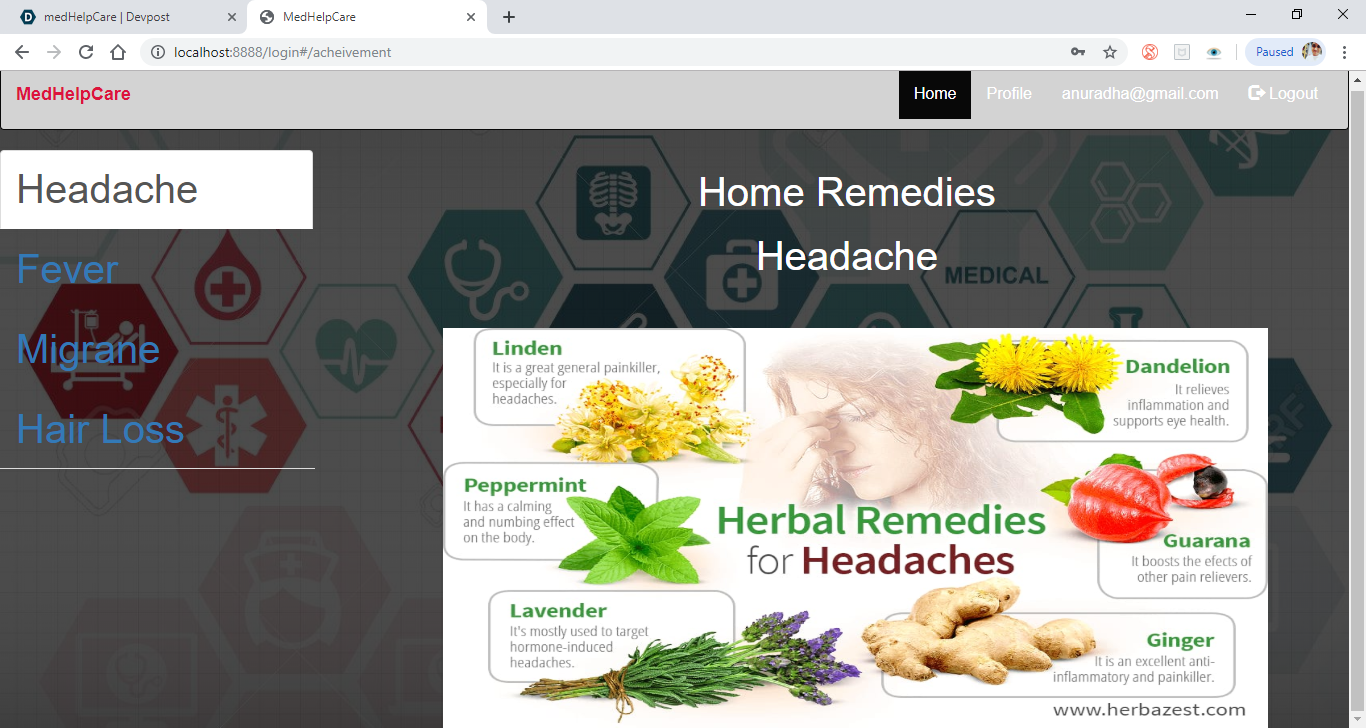 medHelpCare | Devpost
MedHelpCare
localhost:8888/login#/acheivement
Paused
MedHelpCare
Home
Profile
anuradha@gmail.com
Logout
Headache
Fever
Migrane
Hair Loss
Home Remedies
Headache
MEDICAL
Linden
It is a great general painkiller,
especially for
headaches.
Dandelion
It relieves
inflammation and
supports eye health.
Peppermint
It has a calming
and numbing effect
on the body.
Herbal Remedies
for Headaches
Guarana
It boosts the efects of
other pain relievers.
Lavender
It's mostly used to target
hormone-induced
headaches.
Ginger
It is an excellent anti-
inflammatory and painkiller.
www.herbazest.com